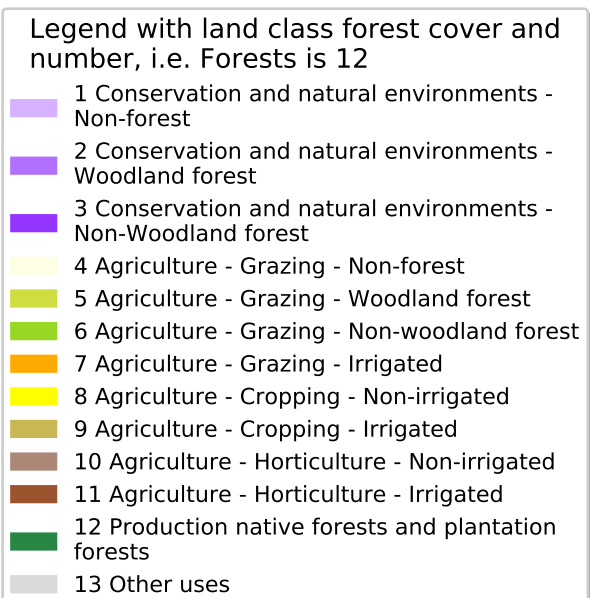 Legend with land class forest cover and
number, i.e. Forests is 12
1 Conservation and natural environments -
Non-forest
2 Conservation and natural environments -
Woodland forest
3 Conservation and natural environments -
Non-Woodland forest
4 Agriculture - Grazing - Non-forest
5 Agriculture - Grazing - Woodland forest
6 Agriculture - Grazing - Non-woodland forest
7 Agriculture - Grazing - Irrigated
8 Agriculture - Cropping - Non-irrigated
9 Agriculture - Cropping - Irrigated
10 Agriculture - Horticulture - Non-irrigated
11 Agriculture - Horticulture - Irrigated
12 Production native forests and plantation
forests
13 Other uses